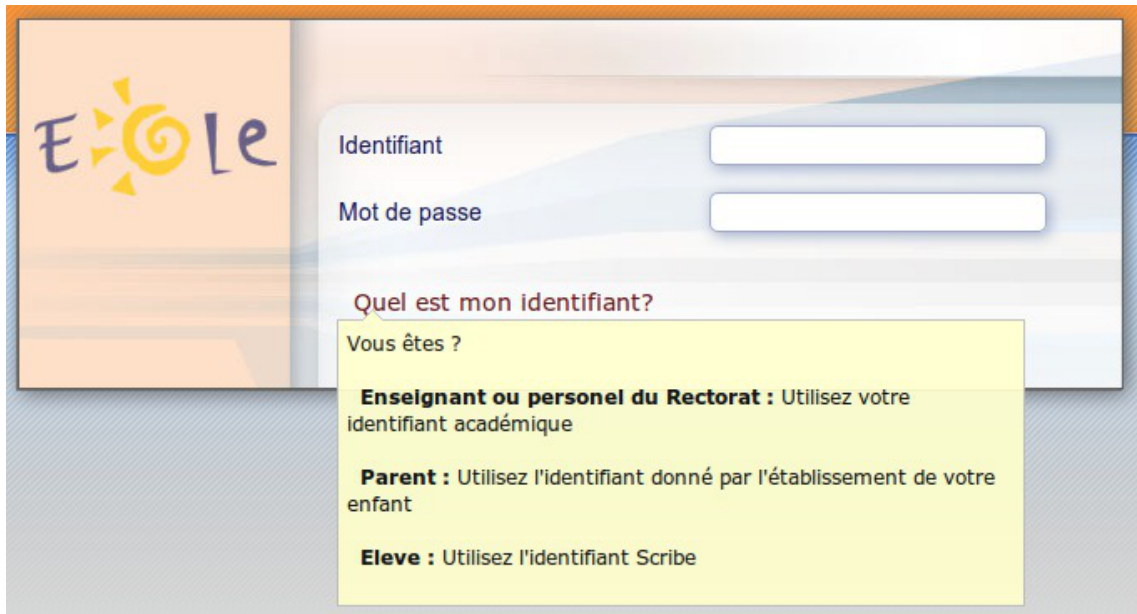 EOLE
Identifiant
Mot de passe
Quel est mon identifiant?
Vous êtes ?
Enseignant ou personel du Rectorat : Utilisez votre
identifiant académique
Parent : Utilisez l'identifiant donné par l'établissement de votre
enfant
Eleve : Utilisez l'identifiant Scribe